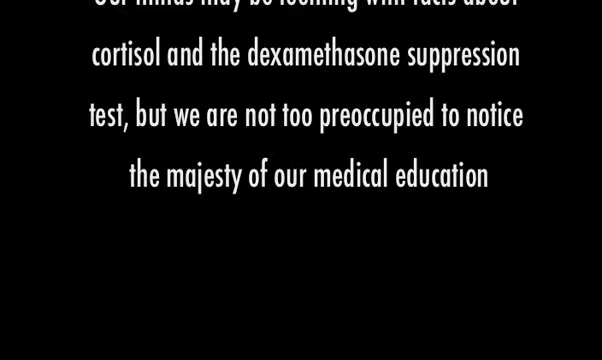 Our minds may be teeming with facts about
cortisol and the dexamethasone suppression
test, but we are not too preoccupied to notice
the majesty of our medical education